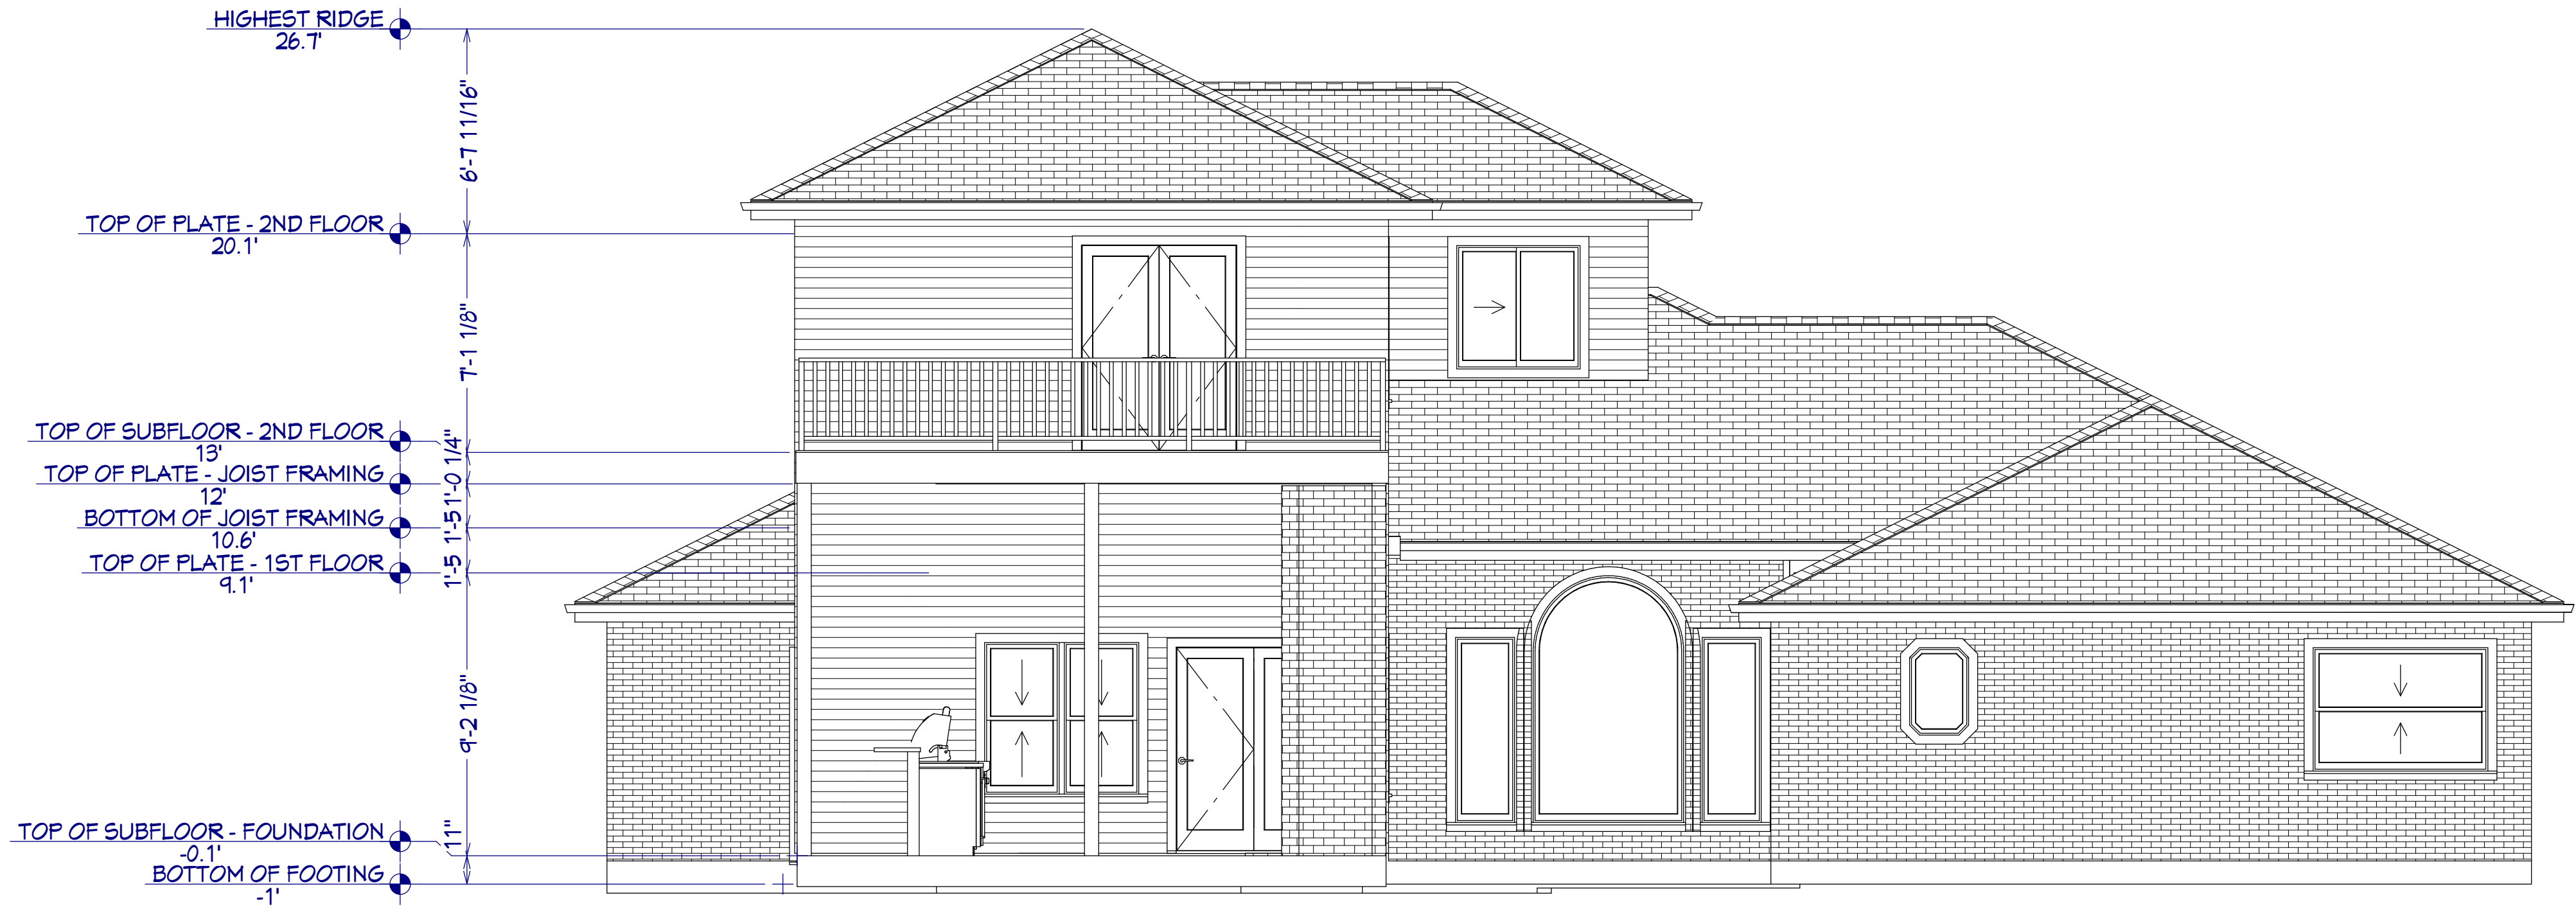 HIGHEST RIDGE
26.7'
6'-7 11/16"
TOP OF PLATE - 2ND FLOOR
20.1'
7'-1 1/8"
TOP OF SUBFLOOR - 2ND FLOOR
13'
1'-0 1/4"
TOP OF PLATE - JOIST FRAMING
12'
1'-5
BOTTOM OF JOIST FRAMING
10.6'
1'-5
TOP OF PLATE - 1ST FLOOR
9.1'
9'-2 1/8"
TOP OF SUBFLOOR - FOUNDATION
-0.1'
11"
BOTTOM OF FOOTING
-1'